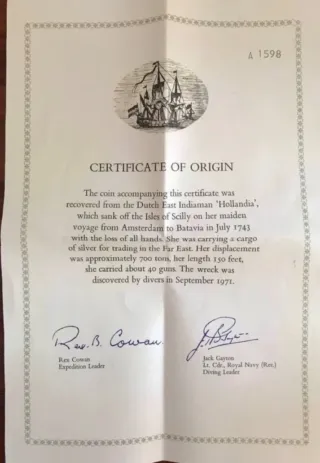 A 1598
CERTIFICATE OF ORIGIN
The coin accompanying this certificate was
recovered from the Dutch East Indiaman 'Hollandia',
which sank off the Isles of Scilly on her maiden
voyage from Amsterdam to Batavia in July 1743
with the loss of all hands. She was carrying a cargo
of silver for trading in the Far East. Her displacement
was approximately 700 tons, her length 150 feet,
she carried about 40 guns. The wreck was
discovered by divers in September 1971.
Rex. B. Cowan
Rex Cowan
Expedition Leader
Jack Gayton
Lt. Cdr., Royal Navy (Res.)
Diving Leader